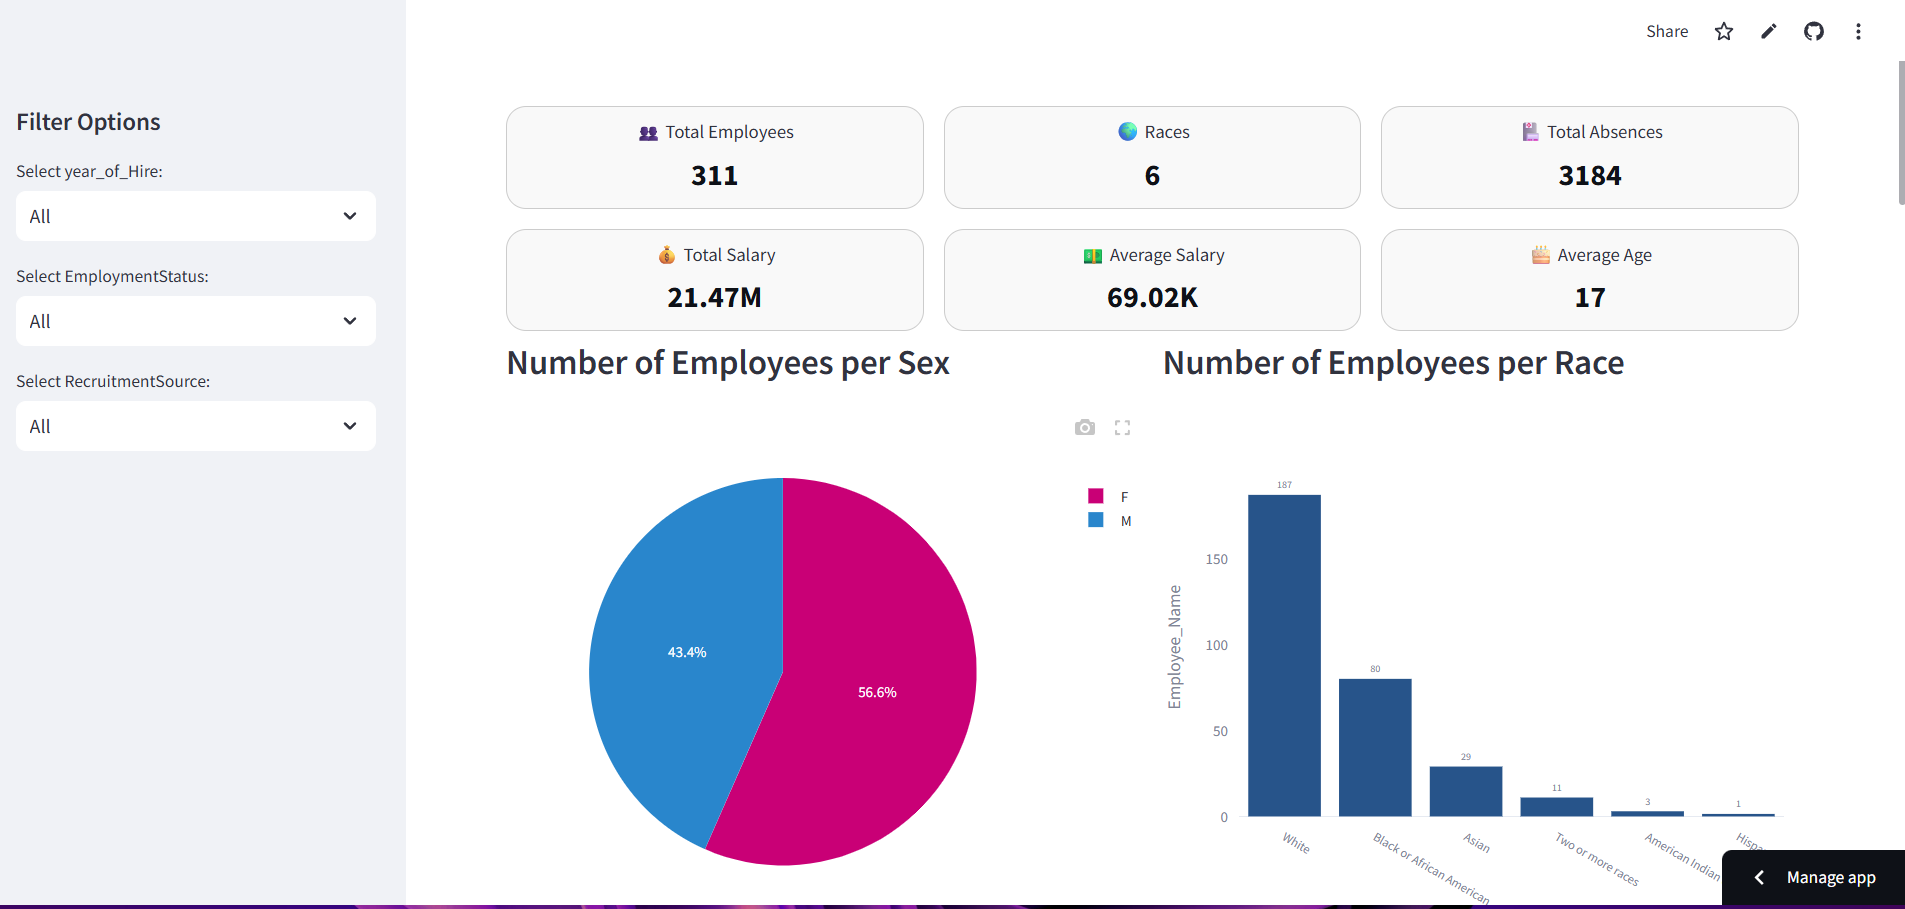 Share
Filter Options
Select year_of_Hire:
All
Select EmploymentStatus:
All
Select RecruitmentSource:
All
Total Employees
311
Races
6
Total Absences
3184
Total Salary
21.47M
Average Salary
69.02K
Average Age
17
Number of Employees per Sex
F
M
43.4%
56.6%
Number of Employees per Race
Employee_Name
150
100
50
0
187
80
29
11
3
1
White
Black or African American
Asian
Two or more races
American Indian
Hispa
Manage app